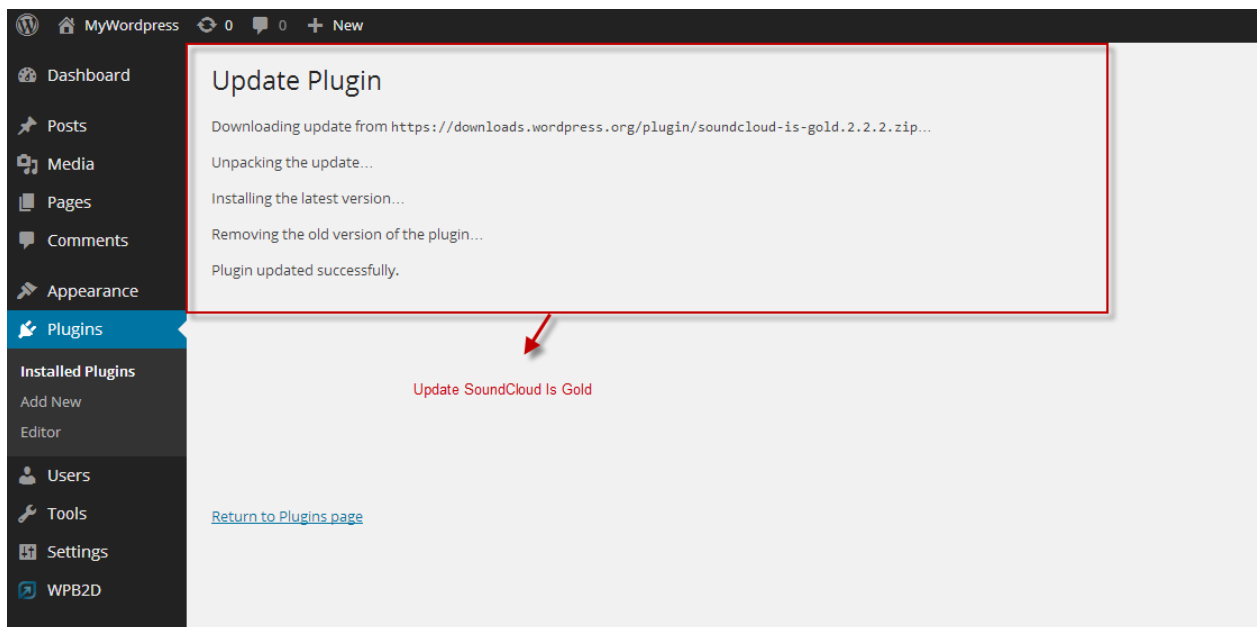 MyWordpress 0 0 New
Dashboard
Posts
Media
Pages
Comments
Appearance
Plugins
Installed Plugins
Add New
Editor
Users
Tools
Settings
WPB2D
Update Plugin
Downloading update from https://downloads.wordpress.org/plugin/soundcloud-is-gold.2.2.2.zip…
Unpacking the update…
Installing the latest version…
Removing the old version of the plugin…
Plugin updated successfully.
Update SoundCloud Is Gold
Return to Plugins page